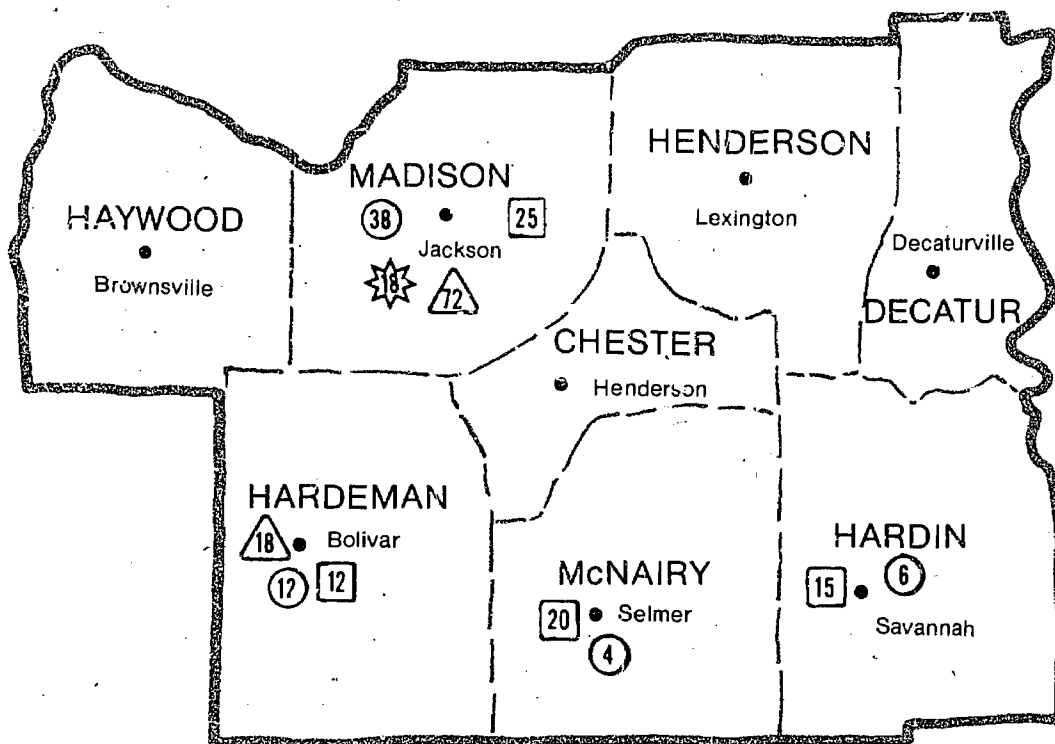 HENDERSON
MADISON
38
25
Lexington
HAYWOOD
Jackson
Decaturville
Brownsville
18
72
DECATUR
CHESTER
Henderson
HARDEMAN
18
Bolivar
12
HARDIN
McNAIRY
6
15
20
Selmer
Savannah
4